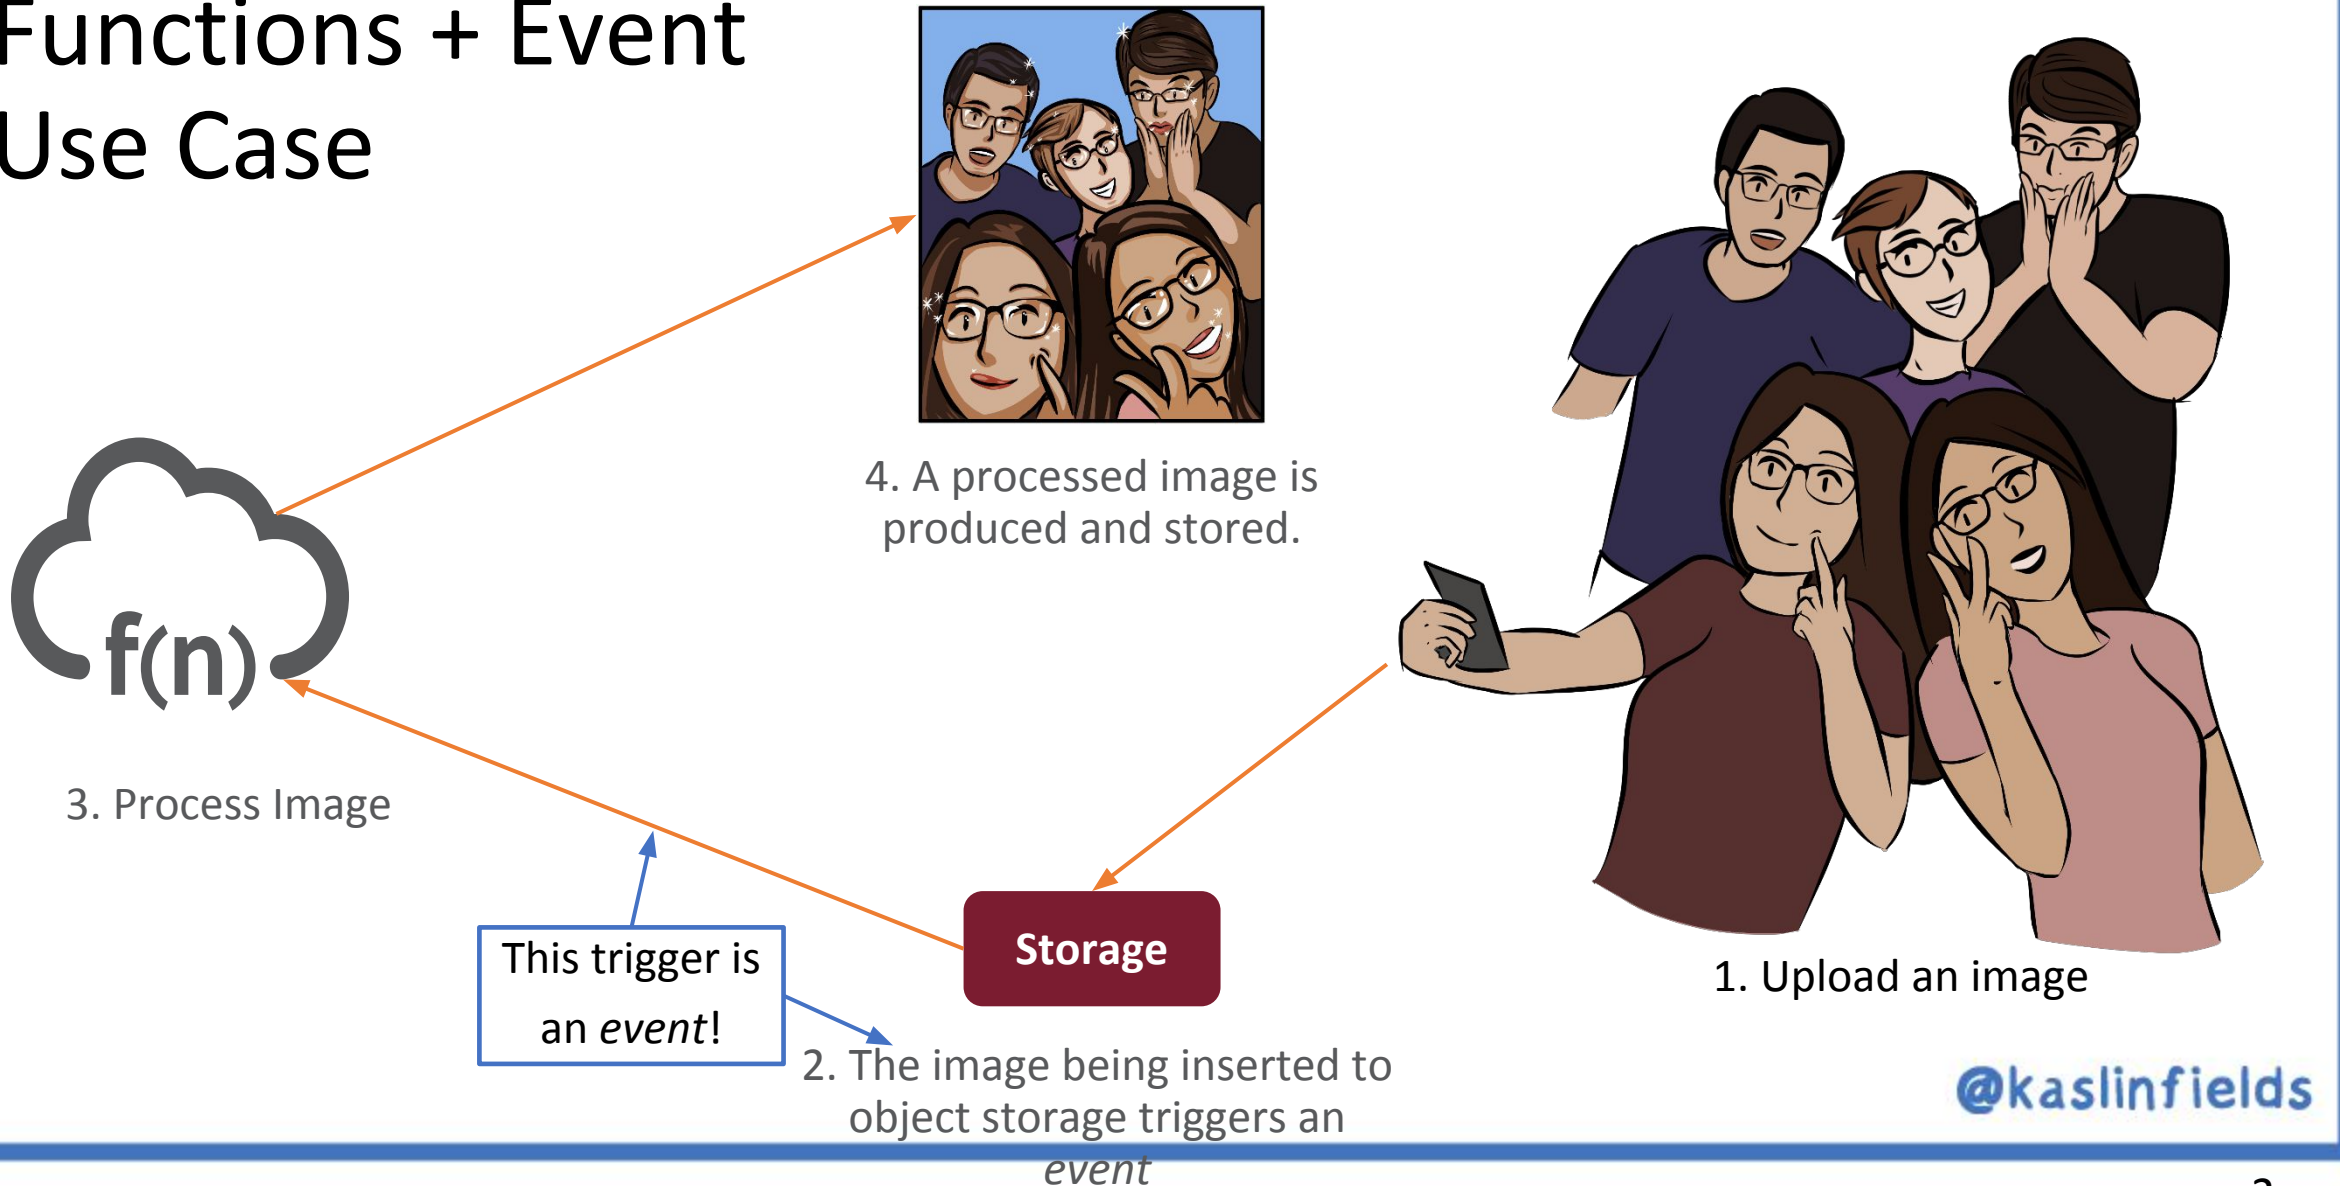 Functions + Event
Use Case
4. A processed image is
produced and stored.
f(n)
3. Process Image
This trigger is
an event!
Storage
1. Upload an image
2. The image being inserted to
object storage triggers an
event
@kaslinfields